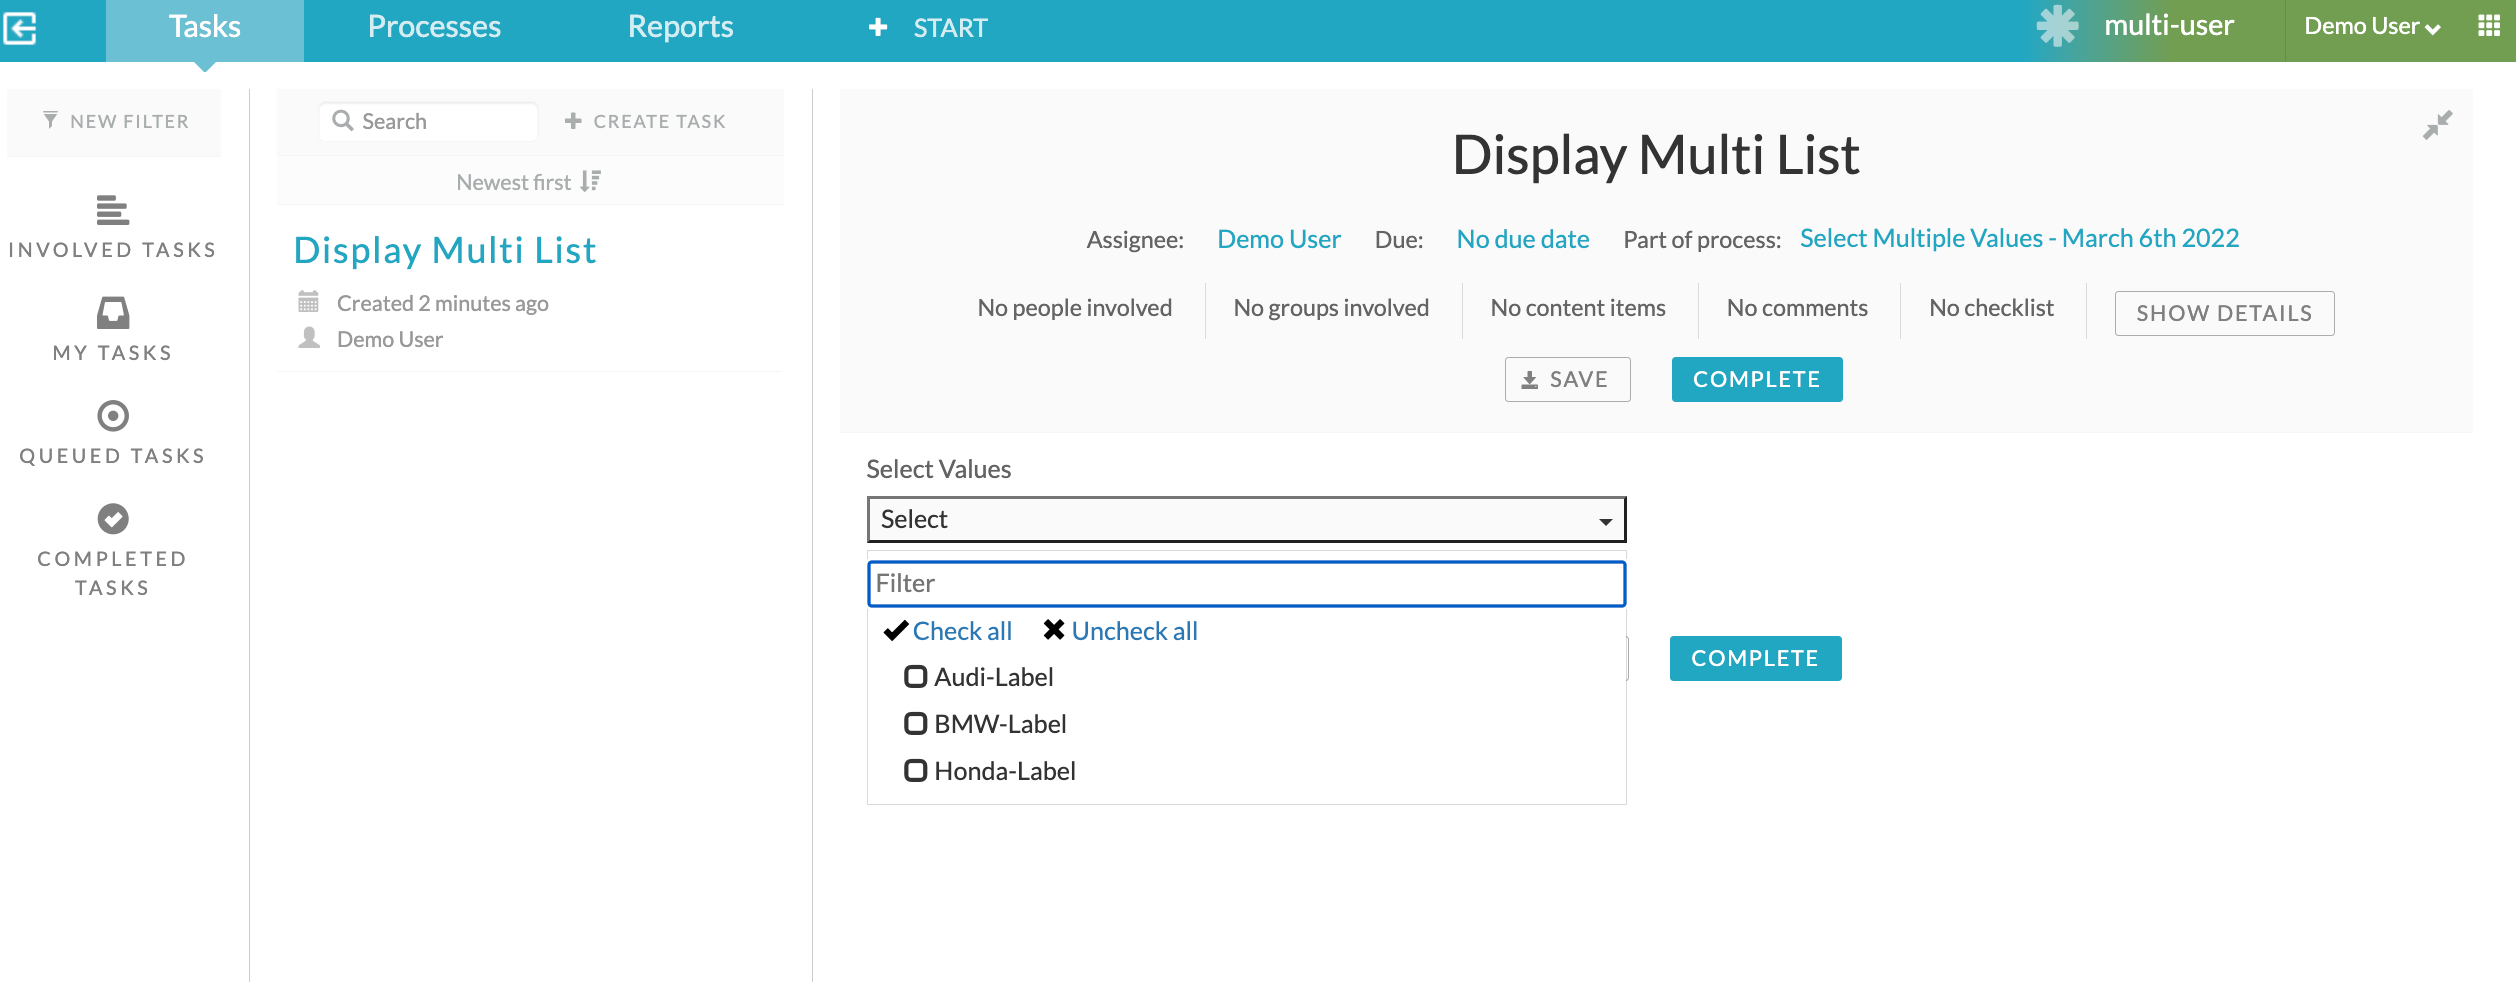 Tasks
Processes
Reports
START
multi-user
Demo User
NEW FILTER
INVOLVED TASKS
MY TASKS
QUEUED TASKS
COMPLETED
TASKS
Search
CREATE TASK
Newest first
Display Multi List
Created 2 minutes ago
Demo User
Display Multi List
Assignee: Demo User Due: No due date Part of process: Select Multiple Values - March 6th 2022
No people involved
No groups involved
No content items
No comments
No checklist
SHOW DETAILS
SAVE
COMPLETE
Select Values
Select
Filter
Check all
Uncheck all
Audi-Label
BMW-Label
Honda-Label
COMPLETE